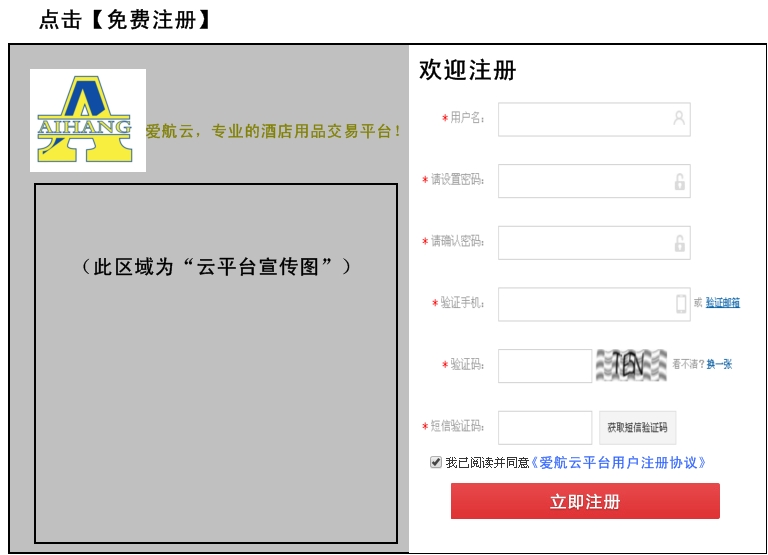 点击【免费注册】
AIHANG
爱航云，专业的酒店用品交易平台！
（此区域为“云平台宣传图”）
欢迎注册
*用户名：
*请设置密码：
*请确认密码：
*验证手机： 或 验证邮箱
*验证码： 看不清？换一张
*短信验证码： 获取短信验证码
我已阅读并同意《爱航云平台用户注册协议》
立即注册